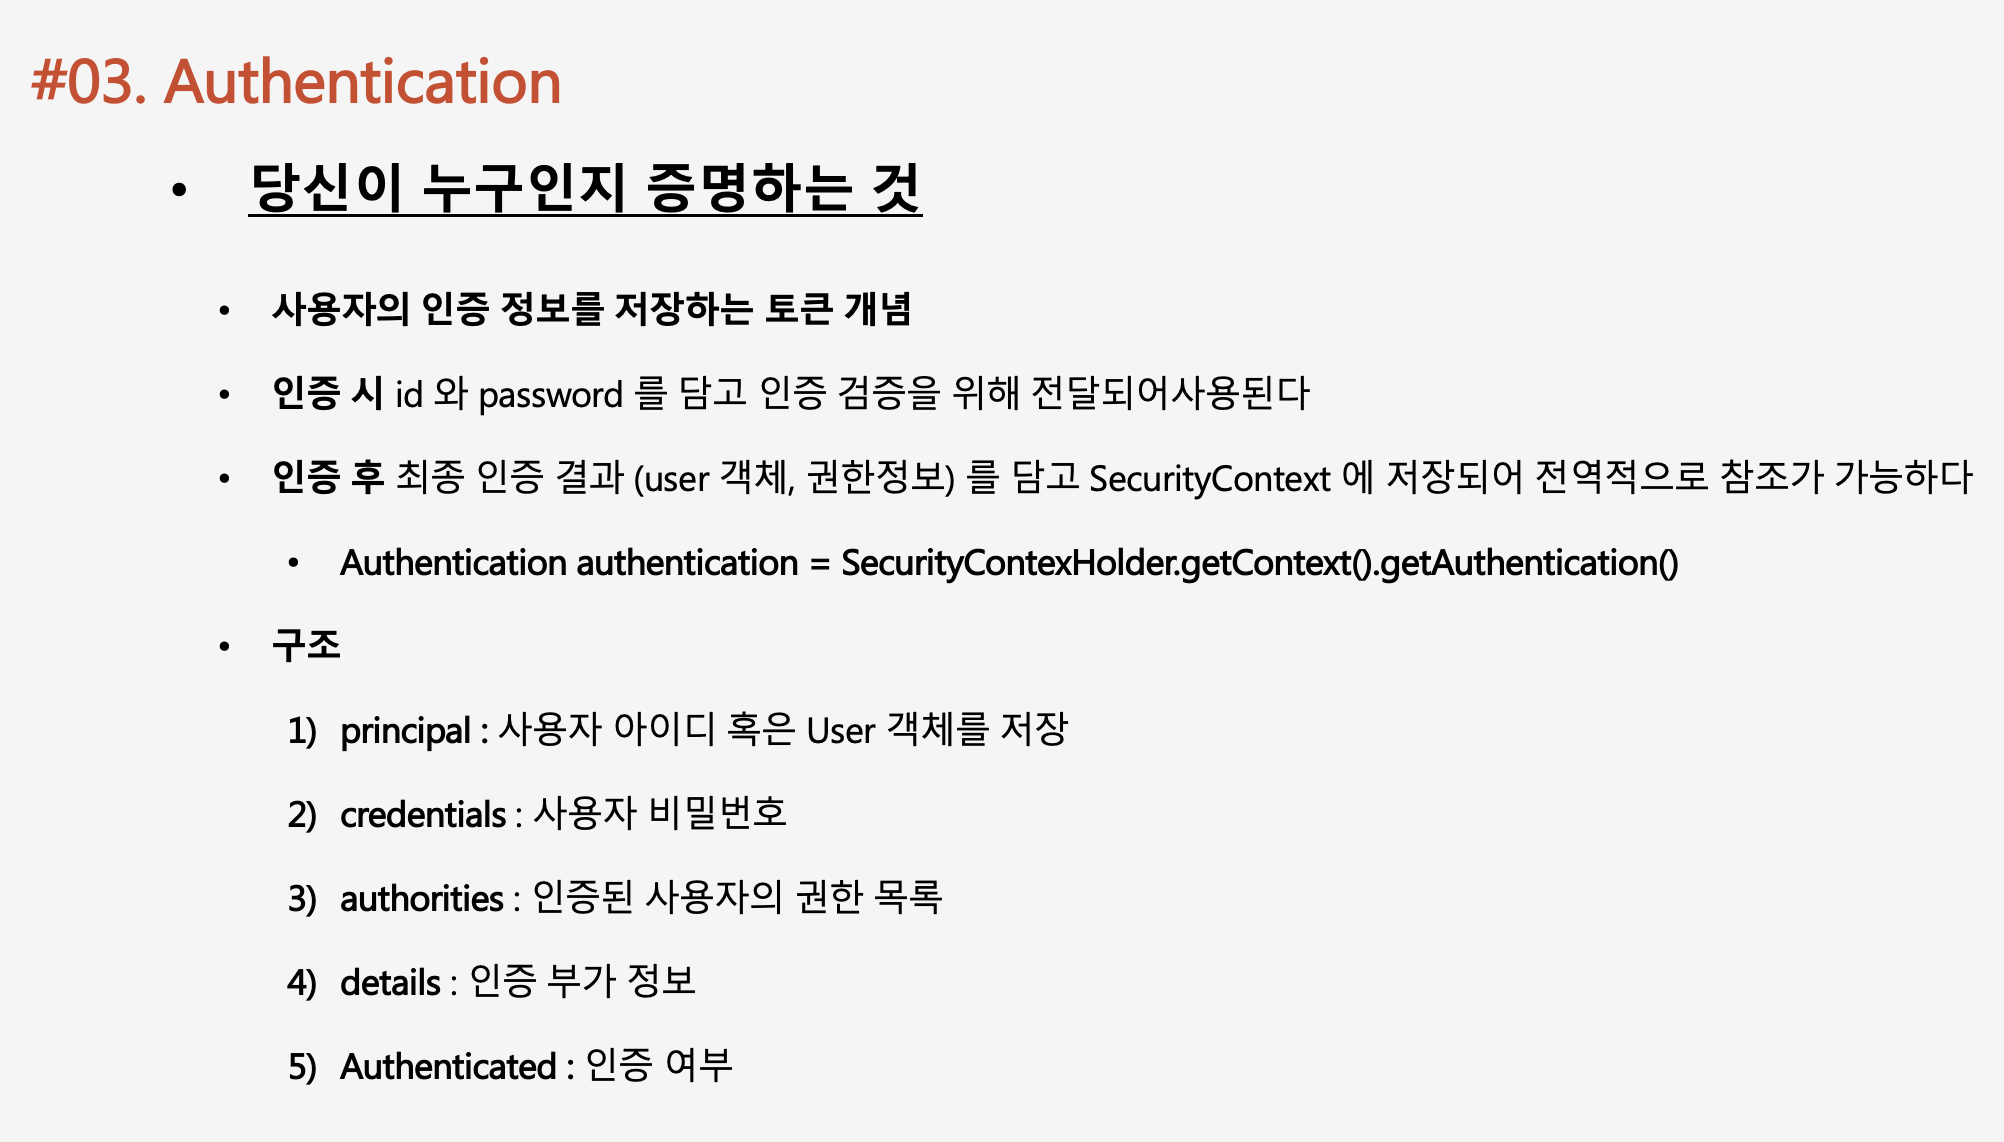 #03. Authentication
• 당신이 누구인지 증명하는 것
• 사용자의 인증 정보를 저장하는 토큰 개념
• 인증 시 id 와 password 를 담고 인증 검증을 위해 전달되어사용된다
• 인증 후 최종 인증 결과 (user 객체, 권한정보) 를 담고 SecurityContext 에 저장되어 전역적으로 참조가 가능하다
• Authentication authentication = SecurityContexHolder.getContext().getAuthentication()
• 구조
1) principal : 사용자 아이디 혹은 User 객체를 저장
2) credentials : 사용자 비밀번호
3) authorities : 인증된 사용자의 권한 목록
4) details : 인증 부가 정보
5) Authenticated : 인증 여부